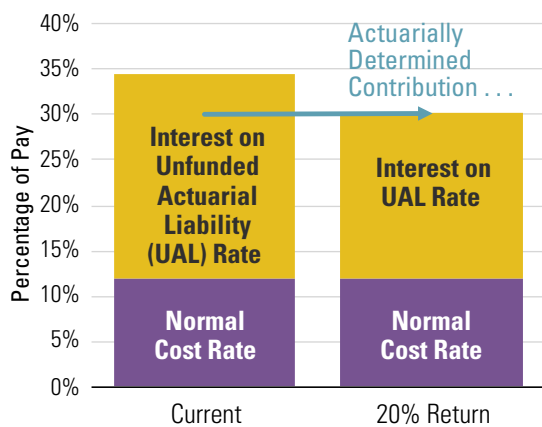 40%
35%
30%
25%
20%
15%
10%
5%
0%
Percentage of Pay
Actuarially
Determined
Contribution . . .
Interest on
Unfunded
Actuarial
Liability
(UAL) Rate
Interest on
UAL Rate
Normal
Cost Rate
Normal
Cost Rate
Current
20% Return